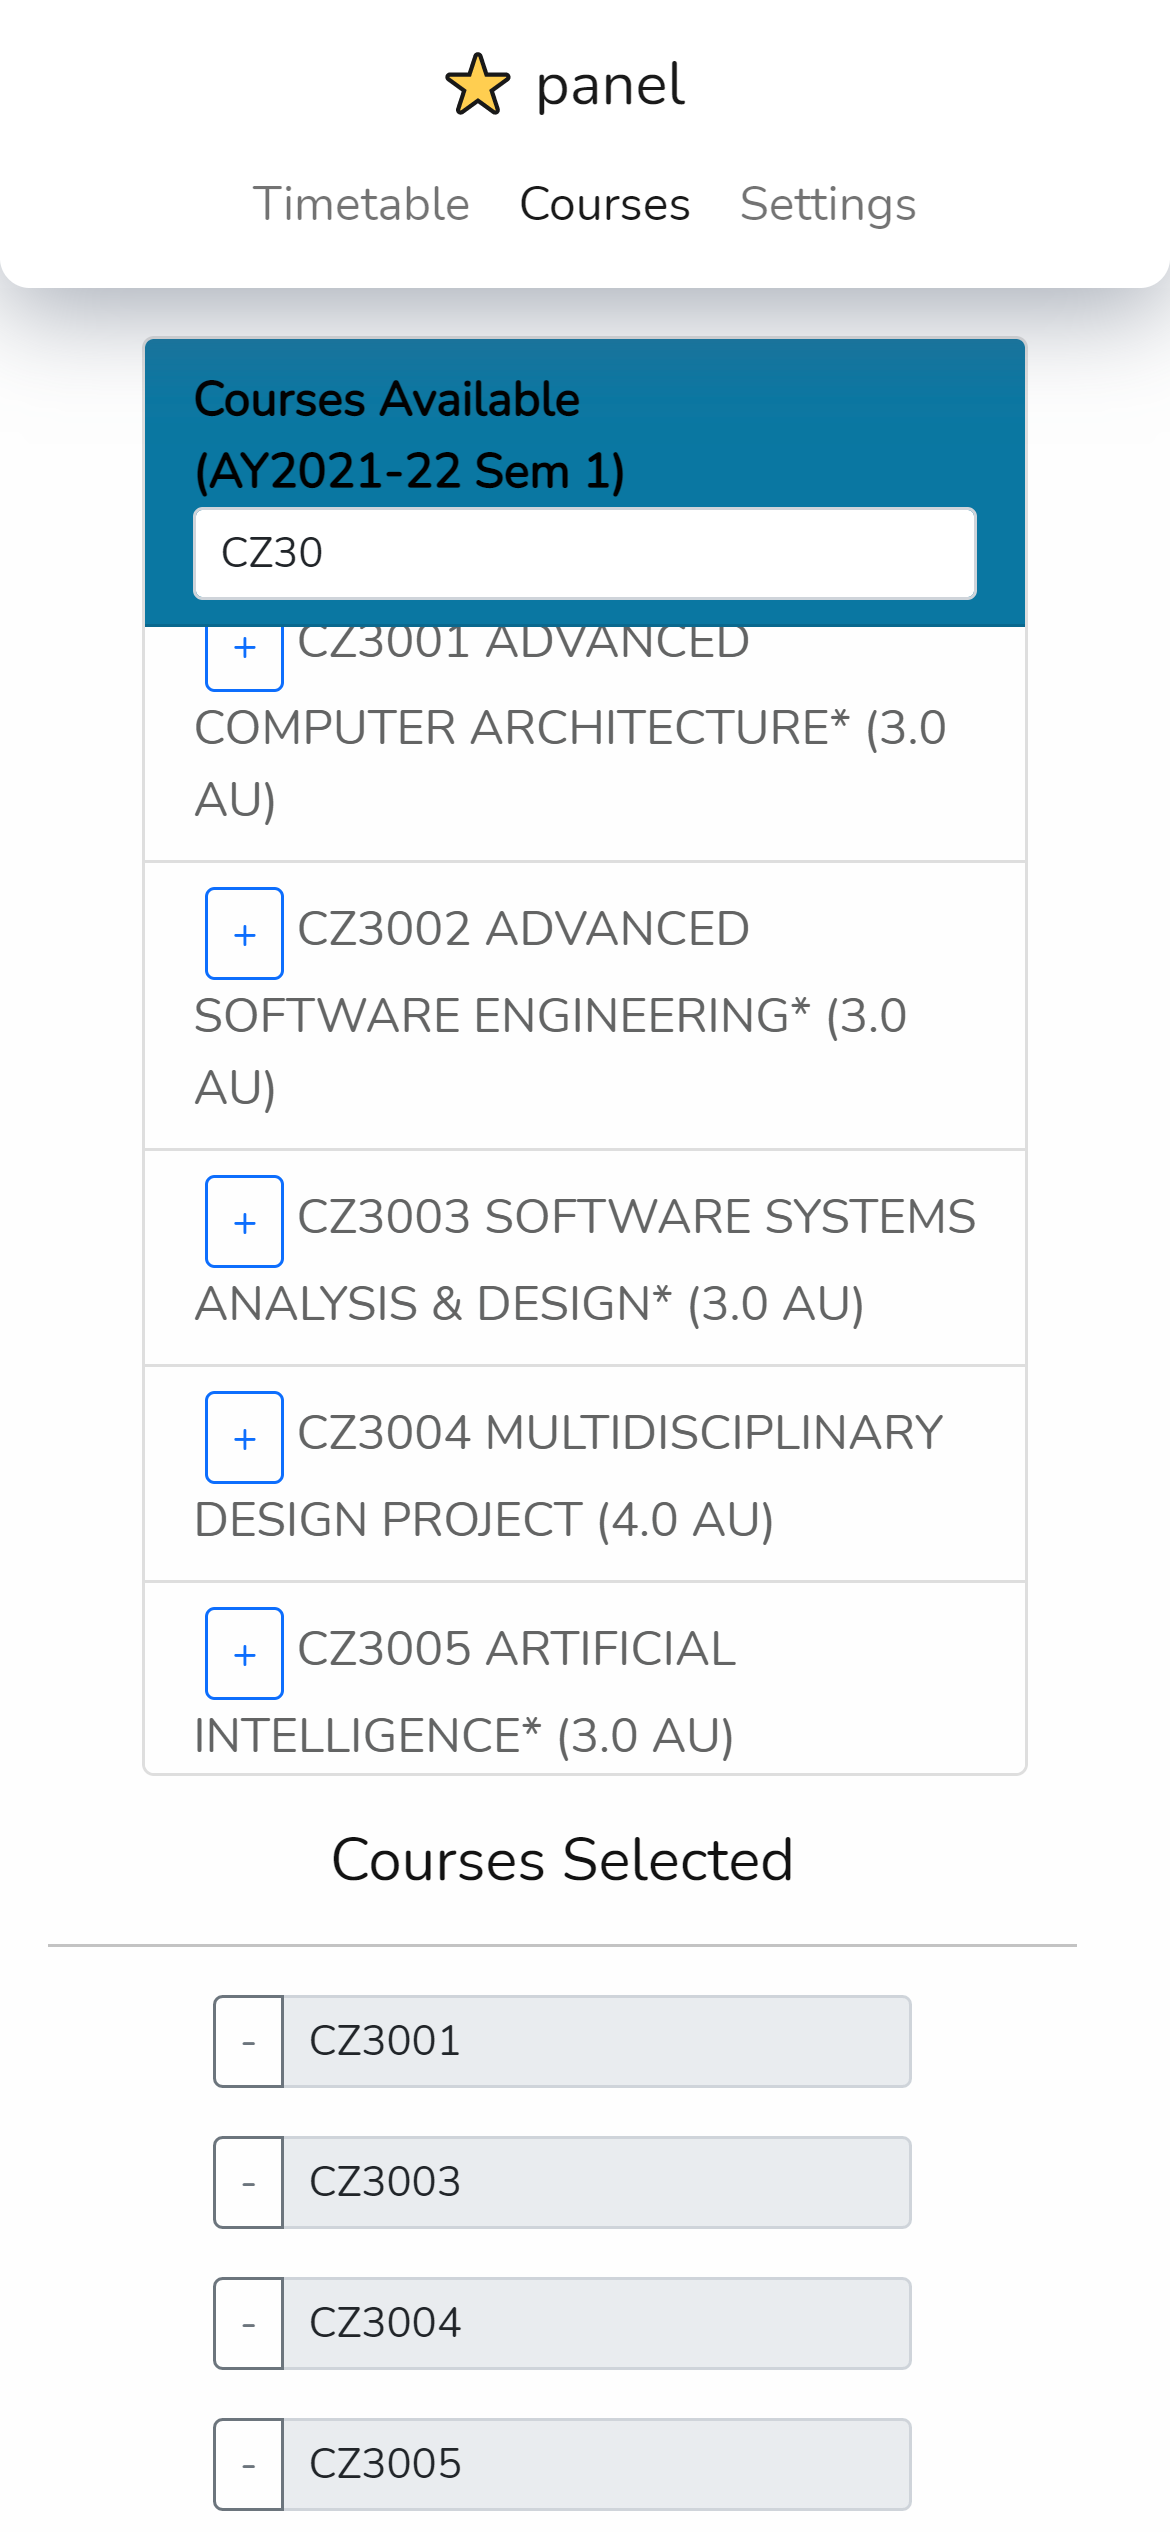 panel
Timetable Courses Settings
Courses Available
(AY2021-22 Sem 1)
CZ30
+ CZ3001 ADVANCED
COMPUTER ARCHITECTURE* (3.0
AU)
+ CZ3002 ADVANCED
SOFTWARE ENGINEERING* (3.0
AU)
+ CZ3003 SOFTWARE SYSTEMS
ANALYSIS & DESIGN* (3.0 AU)
+ CZ3004 MULTIDISCIPLINARY
DESIGN PROJECT (4.0 AU)
+ CZ3005 ARTIFICIAL
INTELLIGENCE* (3.0 AU)
Courses Selected
- CZ3001
- CZ3003
- CZ3004
- CZ3005